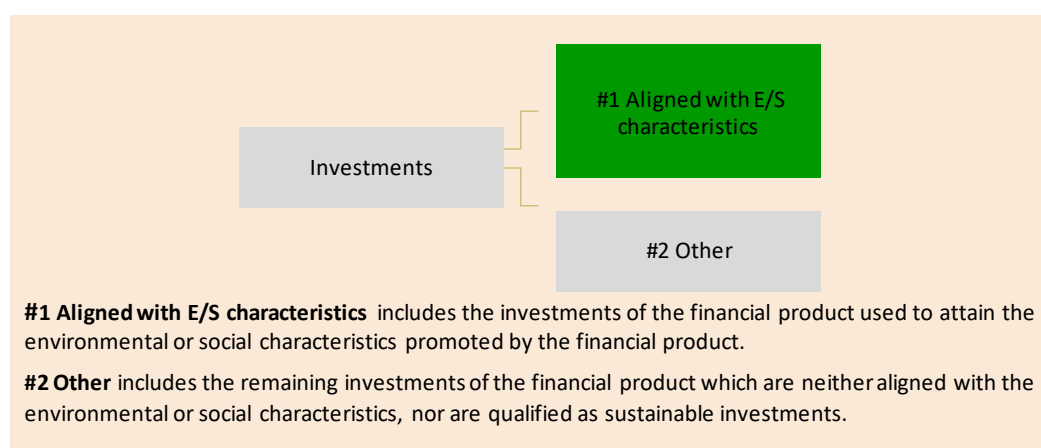 #1 Aligned with E/S
characteristics
Investments
#2 Other
#1 Aligned with E/S characteristics includes the investments of the financial product used to attain the
environmental or social characteristics promoted by the financial product.
#2 Other includes the remaining investments of the financial product which are neither aligned with the
environmental or social characteristics, nor are qualified as sustainable investments.